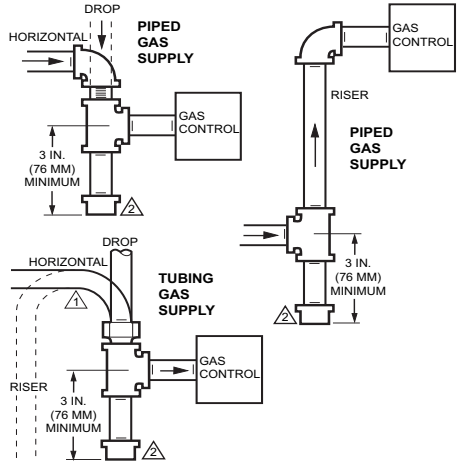 DROP
HORIZONTAL
PIPED
GAS
SUPPLY
GAS
CONTROL
3 IN.
(76 MM)
MINIMUM
2
GAS
CONTROL
RISER
PIPED
GAS
SUPPLY
3 IN.
(76 MM)
MINIMUM
2
DROP
HORIZONTAL
TUBING
GAS
SUPPLY
1
GAS
CONTROL
RISER
3 IN.
(76 MM)
MINIMUM
2